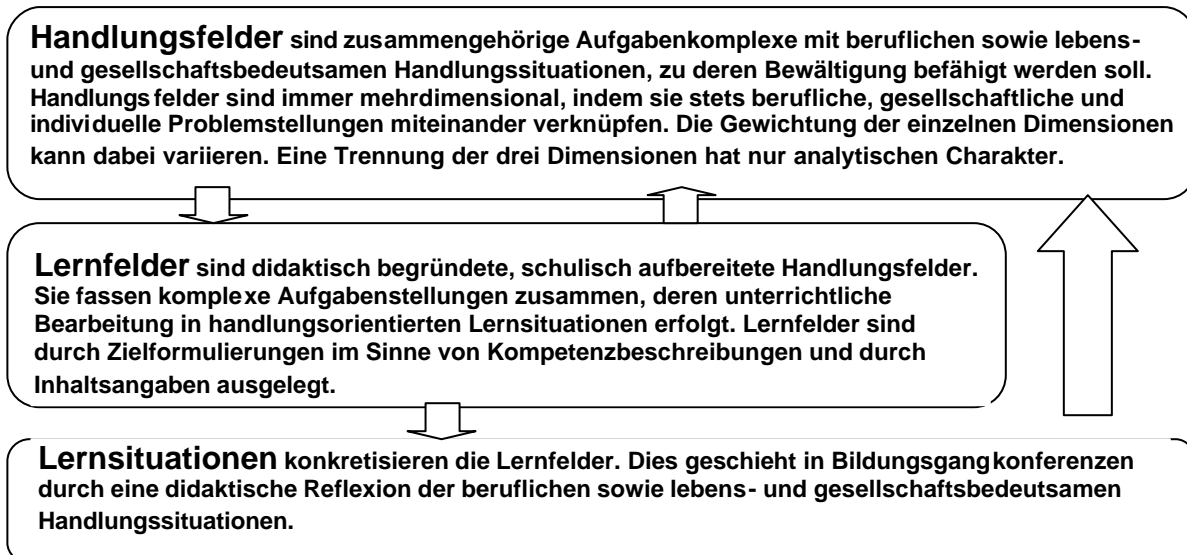 Handlungsfelder sind zusammengehörige Aufgabenkomplexe mit beruflichen sowie lebens-
und gesellschaftsbedeutsamen Handlungssituationen, zu deren Bewältigung befähigt werden soll.
Handlungsfelder sind immer mehrdimensional, indem sie stets berufliche, gesellschaftliche und
individuelle Problemstellungen miteinander verknüpfen. Die Gewichtung der einzelnen Dimensionen
kann dabei variieren. Eine Trennung der drei Dimensionen hat nur analytischen Charakter.
Lernfelder sind didaktisch begründete, schulisch aufbereitete Handlungsfelder.
Sie fassen komplexe Aufgabenstellungen zusammen, deren unterrichtliche
Bearbeitung in handlungsorientierten Lernsituationen erfolgt. Lernfelder sind
durch Zielformulierungen im Sinne von Kompetenzbeschreibungen und durch
Inhaltsangaben ausgelegt.
Lernsituationen konkretisieren die Lernfelder. Dies geschieht in Bildungsgangkonferenzen
durch eine didaktische Reflexion der beruflichen sowie lebens- und gesellschaftsbedeutsamen
Handlungssituationen.